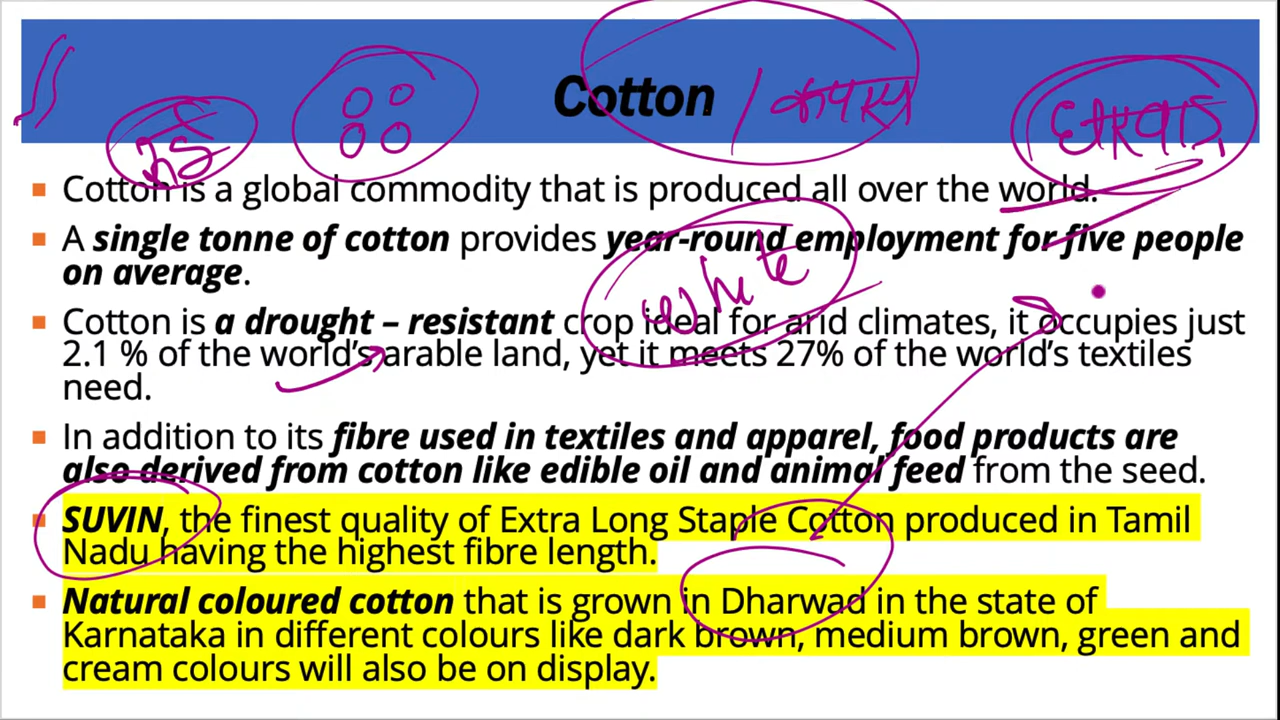 Cotton / कपास
धारवाड़
▪ Cotton is a global commodity that is produced all over the world.
▪ A single tonne of cotton provides year-round employment for five people
on average.
White
▪ Cotton is a drought – resistant crop ideal for arid climates, it occupies just
2.1 % of the world's arable land, yet it meets 27% of the world's textiles
need.
▪ In addition to its fibre used in textiles and apparel, food products are
also derived from cotton like edible oil and animal feed from the seed.
▪ SUVIN, the finest quality of Extra Long Staple Cotton produced in Tamil
Nadu having the highest fibre length.
▪ Natural coloured cotton that is grown in Dharwad in the state of
Karnataka in different colours like dark brown, medium brown, green and
cream colours will also be on display.